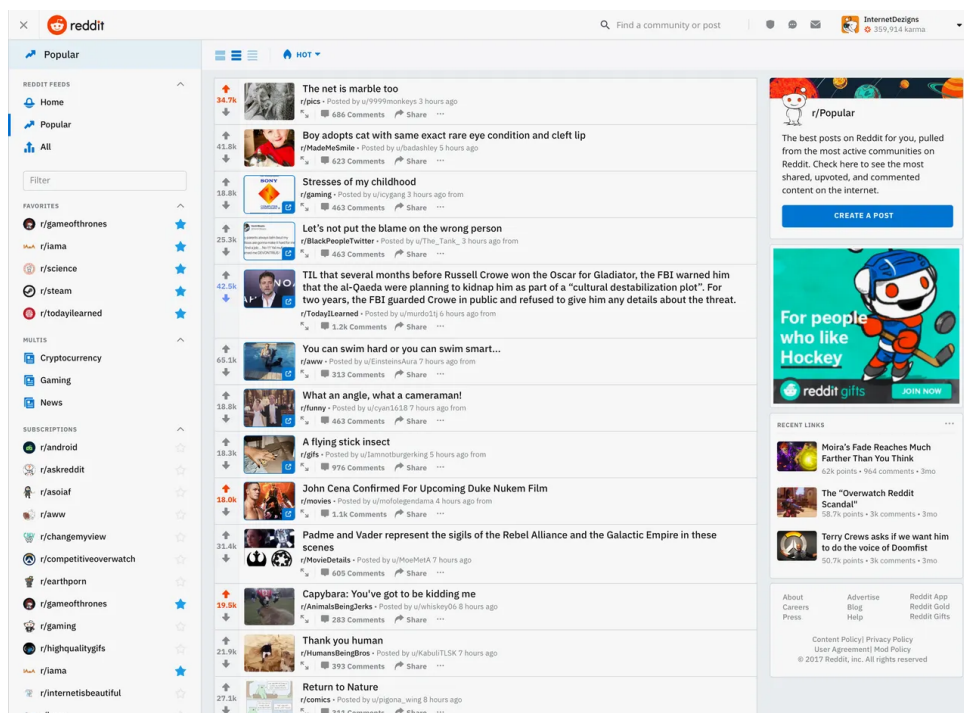 reddit
Find a community or post
InternetDezigns
359,914 karma
Popular
HOT
REDDIT FEEDS
Home
Popular
All
Filter
FAVORITES
r/gameofthrones
r/iama
r/science
r/steam
r/todayilearned
MULTIS
Cryptocurrency
Gaming
News
SUBSCRIPTIONS
r/android
r/askreddit
r/asoiaf
r/aww
r/changemyview
r/competitiveoverwatch
r/earthporn
r/gameofthrones
r/gaming
r/highqualitygifs
r/iama
r/internetisbeautiful
34.7k
The net is marble too
r/pics • Posted by u/9999monkeys 3 hours ago
686 Comments Share
41.8k
Boy adopts cat with same exact rare eye condition and cleft lip
r/MadeMeSmile • Posted by u/badashley 5 hours ago
623 Comments Share
18.8k
SONY
Stresses of my childhood
r/gaming • Posted by u/icygang 3 hours ago from
463 Comments Share
25.3k
Let's not put the blame on the wrong person
r/BlackPeopleTwitter • Posted by u/The_Tank_ 3 hours ago from
463 Comments Share
42.5k
TIL that several months before Russell Crowe won the Oscar for Gladiator, the FBI warned him
that the al-Qaeda were planning to kidnap him as part of a “cultural destabilization plot”. For
two years, the FBI guarded Crowe in public and refused to give him any details about the threat.
r/TodayILearned • Posted by u/murdo1tj 6 hours ago from
1.2k Comments Share
65.1k
You can swim hard or you can swim smart...
r/aww • Posted by u/EinsteinsAura 7 hours ago from
313 Comments Share
18.8k
What an angle, what a cameraman!
r/funny • Posted by u/cyan1618 7 hours ago from
463 Comments Share
18.3k
A flying stick insect
r/gifs • Posted by u/Iamnotburgerking 5 hours ago from
976 Comments Share
18.0k
John Cena Confirmed For Upcoming Duke Nukem Film
r/movies • Posted by u/mofolegendama 4 hours ago from
1.1k Comments Share
31.4k
Padme and Vader represent the sigils of the Rebel Alliance and the Galactic Empire in these
scenes
r/MovieDetails • Posted by u/MoeMetA 7 hours ago
605 Comments Share
19.5k
Capybara: You've got to be kidding me
r/AnimalsBeingJerks • Posted by u/whiskey06 8 hours ago
283 Comments Share
21.9k
Thank you human
r/HumansBeingBros • Posted by u/KabuliTLSK 7 hours ago
393 Comments Share
27.1k
Return to Nature
r/comics • Posted by u/pigona_wing 8 hours ago
311 Comments Share
r/Popular
The best posts on Reddit for you, pulled
from the most active communities on
Reddit. Check here to see the most
shared, upvoted, and commented
content on the internet.
CREATE A POST
For people
who like
Hockey
reddit gifts
JOIN NOW
RECENT LINKS
Moira's Fade Reaches Much
Farther Than You Think
62k points • 964 comments • 3mo
The “Overwatch Reddit
Scandal”
58.7k points • 3k comments • 3mo
Terry Crews asks if we want him
to do the voice of Doomfist
50.7k points • 3k comments • 3mo
About Advertise Reddit App
Careers Blog Reddit Gold
Press Help Reddit Gifts
Content Policy| Privacy Policy
User Agreement| Mod Policy
© 2017 Reddit, inc. All rights reserved